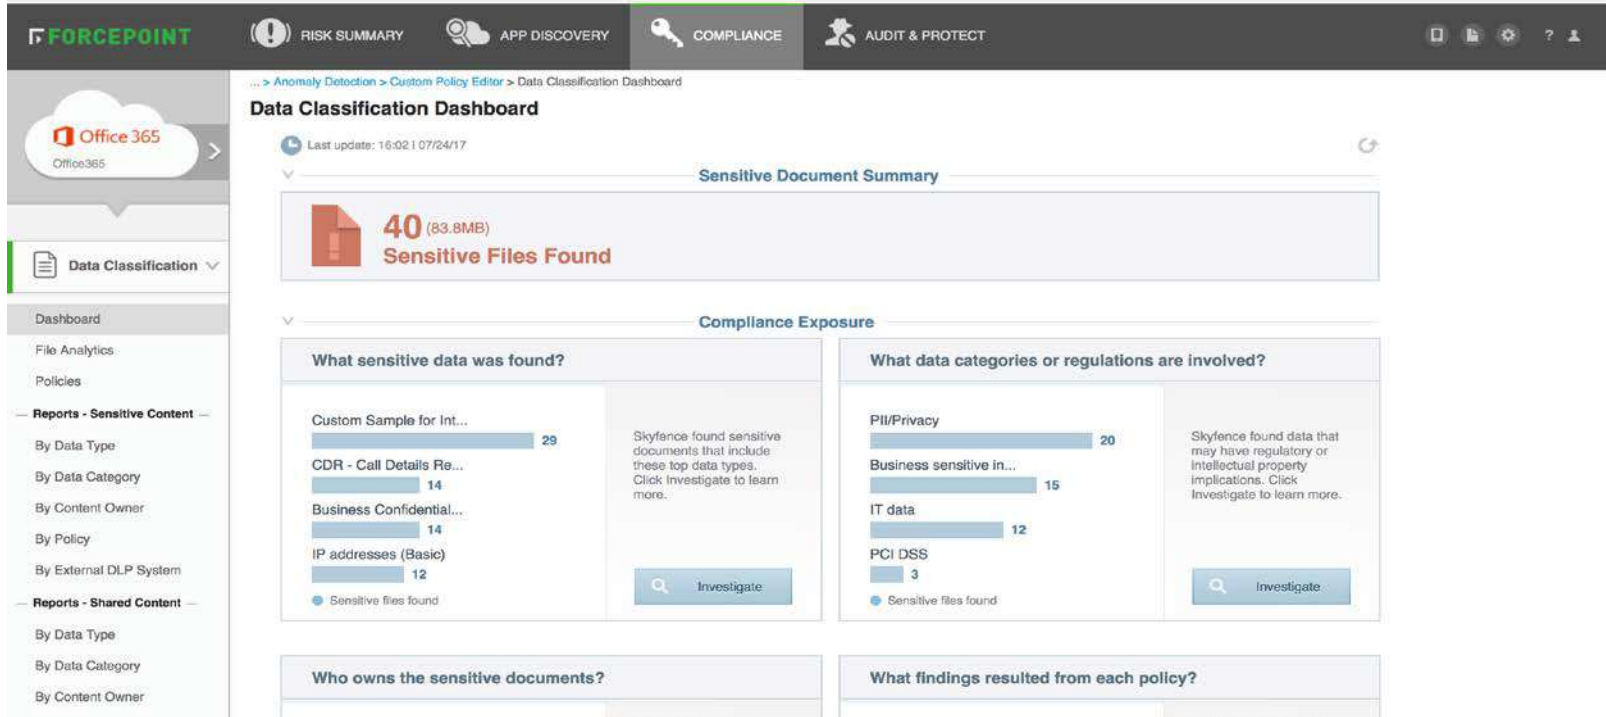 FORCEPOINT
RISK SUMMARY
APP DISCOVERY
COMPLIANCE
AUDIT & PROTECT
?
... > Anomaly Detection > Custom Policy Editor > Data Classification Dashboard
Data Classification Dashboard
Office 365
Office365
Last update: 16:02 | 07/24/17
Sensitive Document Summary
40 (83.8MB)
Sensitive Files Found
Data Classification
Dashboard
File Analytics
Policies
Reports - Sensitive Content
By Data Type
By Data Category
By Content Owner
By Policy
By External DLP System
Reports - Shared Content
By Data Type
By Data Category
By Content Owner
Compliance Exposure
What sensitive data was found?
Custom Sample for Int...
29
CDR - Call Details Re...
14
Business Confidential...
14
IP addresses (Basic)
12
Sensitive files found
Skyfence found sensitive
documents that include
these top data types.
Click Investigate to learn
more.
Investigate
What data categories or regulations are involved?
PII/Privacy
20
Business sensitive in...
15
IT data
12
PCI DSS
3
Sensitive files found
Skyfence found data that
may have regulatory or
intellectual property
implications. Click
Investigate to learn more.
Investigate
Who owns the sensitive documents?
What findings resulted from each policy?